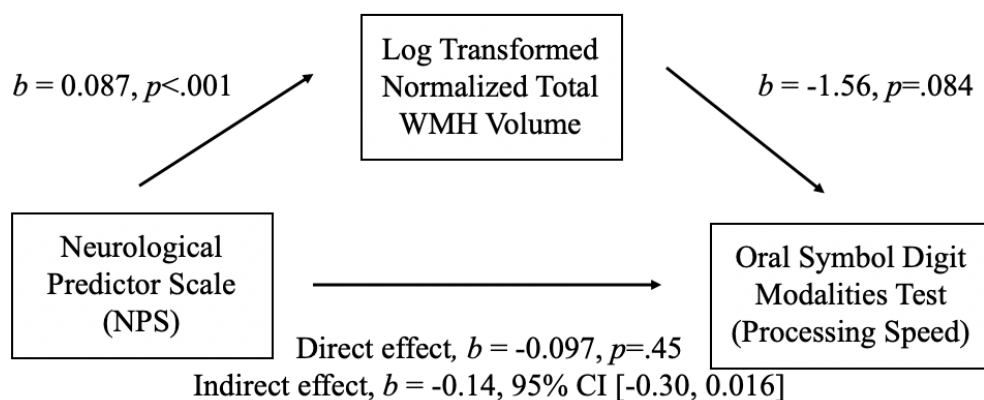 b = 0.087, p<.001
Log Transformed
Normalized Total
WMH Volume
b = -1.56, p=.084
Neurological
Predictor Scale
(NPS)
Oral Symbol Digit
Modalities Test
(Processing Speed)
Direct effect, b = -0.097, p=.45
Indirect effect, b = -0.14, 95% CI [-0.30, 0.016]